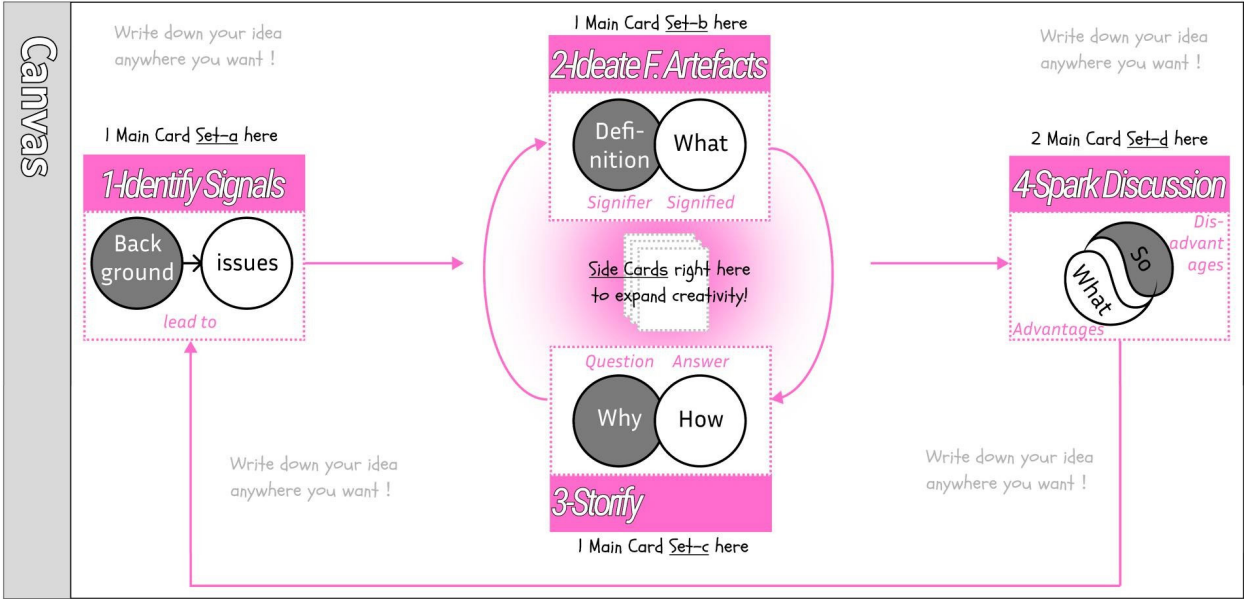 Canvas
Write down your idea
anywhere you want !
1 Main Card Set-a here
1-Identify Signals
Back
ground
issues
lead to
1 Main Card Set-b here
2-Ideate F. Artefacts
Defi-
nition
What
Signifier
Signified
Side Cards right here
to expand creativity!
Question
Answer
Why
How
3-Storify
1 Main Card Set-c here
Write down your idea
anywhere you want !
2 Main Card Set-d here
4-Spark Discussion
Dis-
advant
ages
So
What
Advantages
Write down your idea
anywhere you want !
Write down your idea
anywhere you want !